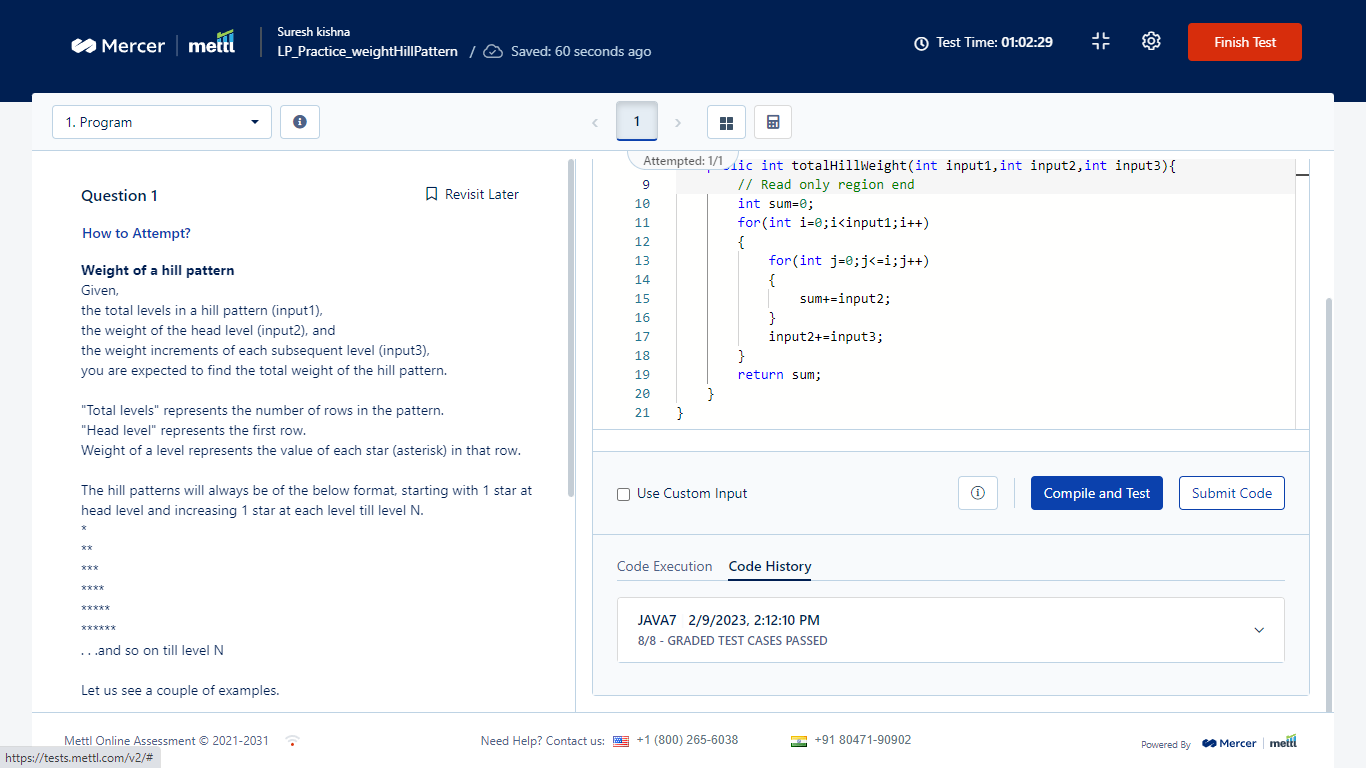 Mercer mettl
Suresh kishna
LP_Practice_weightHillPattern / Saved: 60 seconds ago
Test Time: 01:02:29
Finish Test
1. Program
1
Attempted: 1/1
Question 1
Revisit Later
How to Attempt?
Weight of a hill pattern
Given,
the total levels in a hill pattern (input1),
the weight of the head level (input2), and
the weight increments of each subsequent level (input3),
you are expected to find the total weight of the hill pattern.
"Total levels" represents the number of rows in the pattern.
"Head level" represents the first row.
Weight of a level represents the value of each star (asterisk) in that row.
The hill patterns will always be of the below format, starting with 1 star at
head level and increasing 1 star at each level till level N.
*
**
***
****
*****
******
. . .and so on till level N
Let us see a couple of examples.
int totalHillWeight(int input1,int input2,int input3){
9 // Read only region end
10 int sum=0;
11 for(int i=0;i<input1;i++)
12 {
13 for(int j=0;j<=i;j++)
14 {
15 sum+=input2;
16 }
17 input2+=input3;
18 }
19 return sum;
20 }
21 }
Use Custom Input
Compile and Test
Submit Code
Code Execution Code History
JAVA7 2/9/2023, 2:12:10 PM
8/8 - GRADED TEST CASES PASSED
Mettl Online Assessment © 2021-2031
Need Help? Contact us: +1 (800) 265-6038 +91 80471-90902
Powered By Mercer mettl
https://tests.mettl.com/v2/#